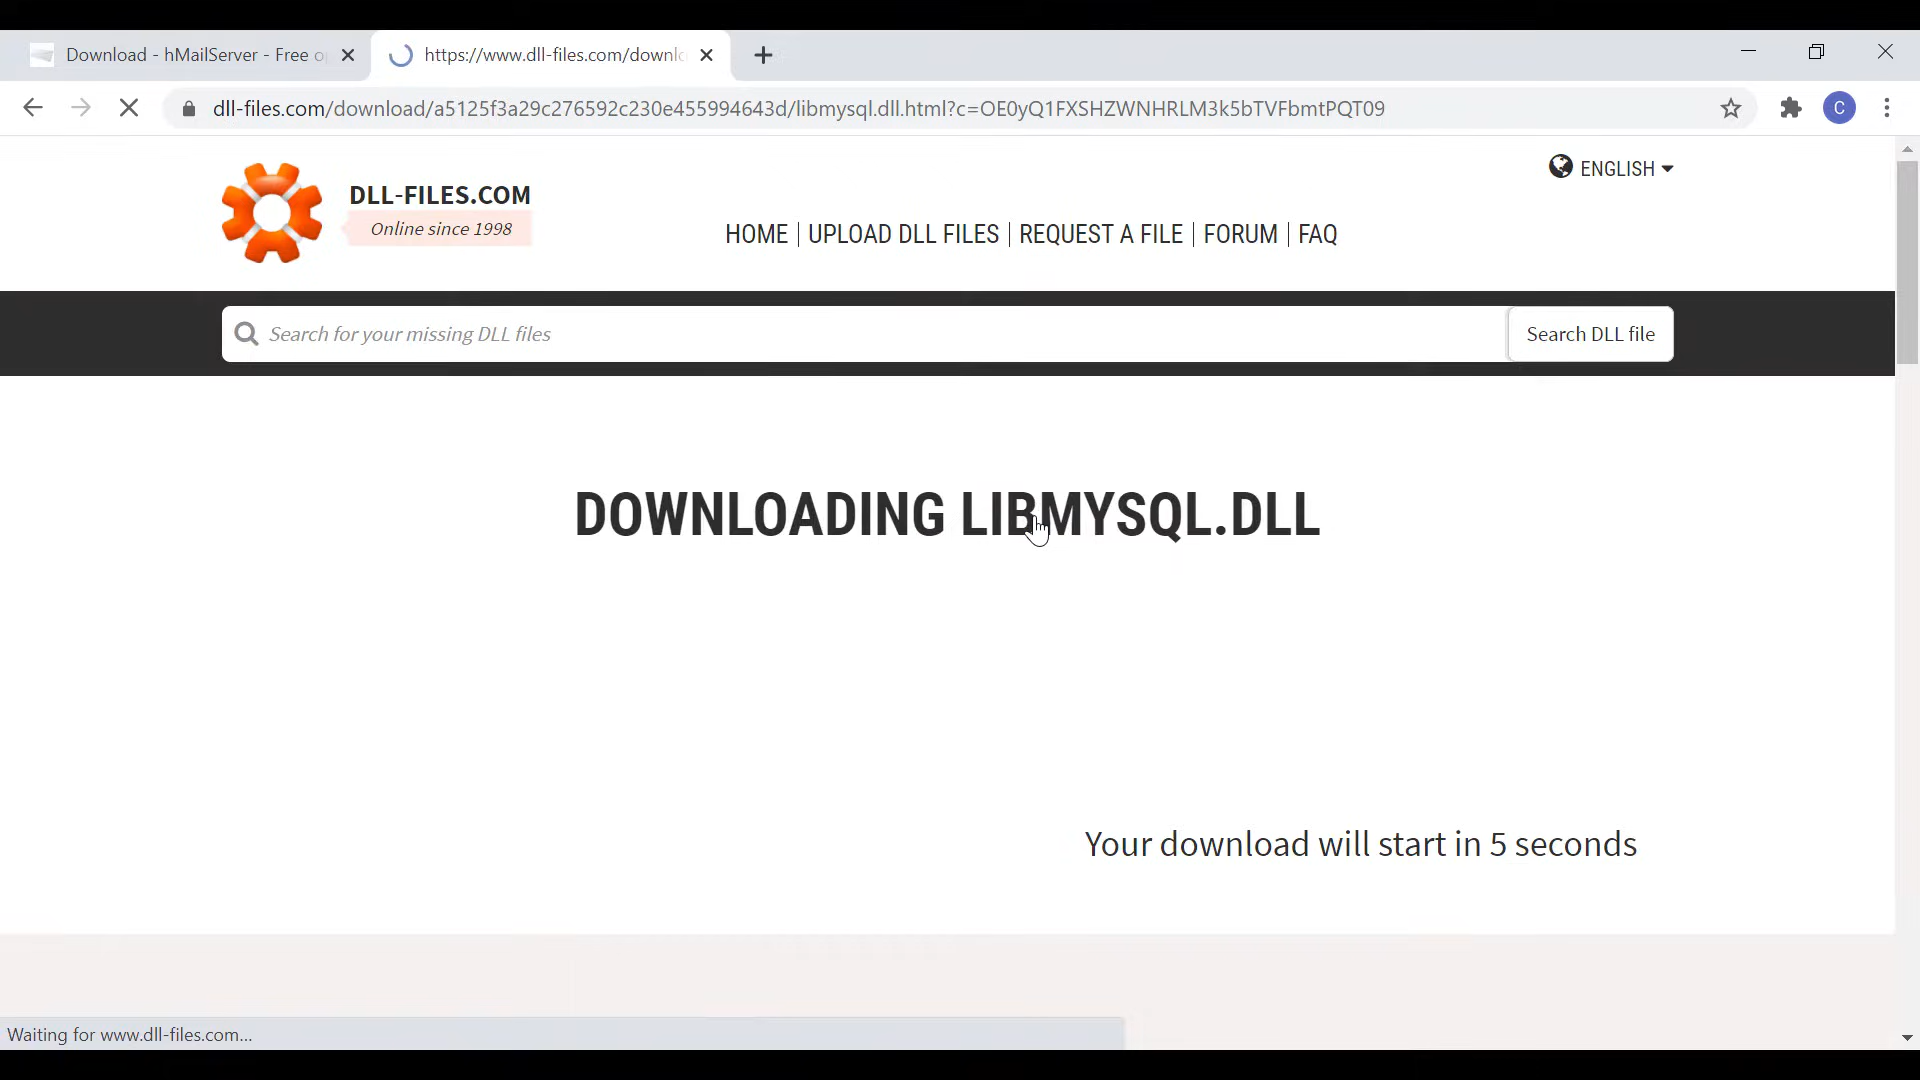 Download - hMailServer - Free o
https://www.dll-files.com/downlo
dll-files.com/download/a5125f3a29c276592c230e455994643d/libmysql.dll.html?c=OE0yQ1FXSHZWNHRLM3k5bTVFbmtPQT09
C
ENGLISH
DLL-FILES.COM
Online since 1998
HOME | UPLOAD DLL FILES | REQUEST A FILE | FORUM | FAQ
Search for your missing DLL files
Search DLL file
DOWNLOADING LIBMYSQL.DLL
Your download will start in 5 seconds
Waiting for www.dll-files.com...